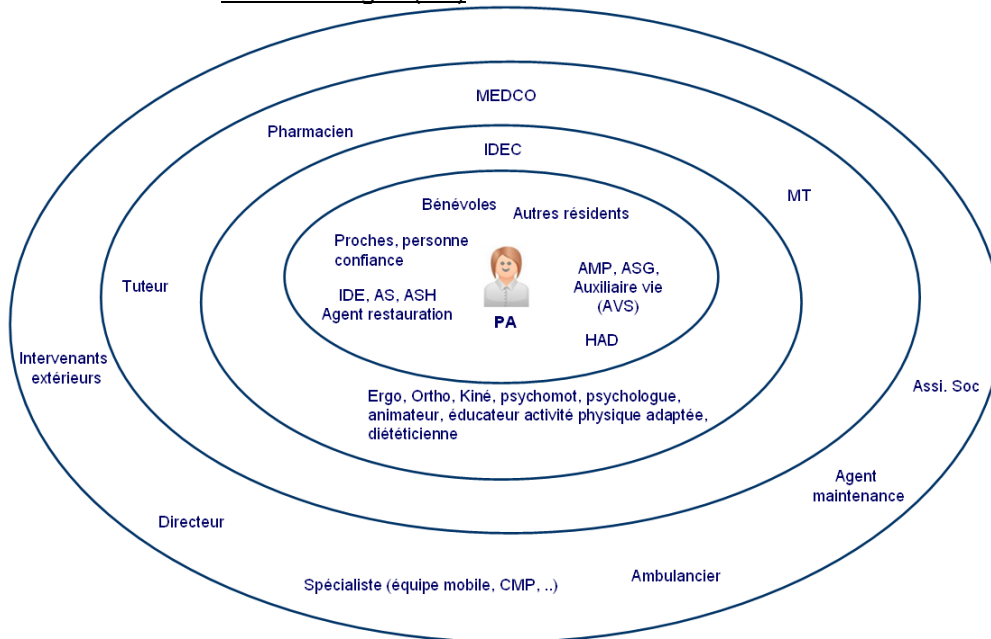 MEDCO
Pharmacien
IDEC
MT
Bénévoles
Autres résidents
Proches, personne
confiance
AMP, ASG,
Auxiliaire vie
(AVS)
IDE, AS, ASH
Agent restauration
PA
HAD
Tuteur
Intervenants
extérieurs
Ergo, Ortho, Kiné, psychomot, psychologue,
animateur, éducateur activité physique adaptée,
diététicienne
Assi. Soc
Agent
maintenance
Directeur
Spécialiste (équipe mobile, CMP, ..)
Ambulancier